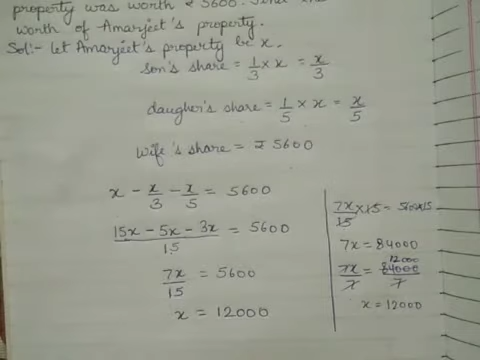 property was worth ₹ 5600.
worth of Amarjeet's property.
Sol:- let Amarjeet's property be x.
son's share = 1/3 × x = x/3
daugher's share = 1/5 × x = x/5
wife's share = ₹ 5600
x - x/3 - x/5 = 5600
15x - 5x - 3x / 15 = 5600
7x/15 = 5600
x = 12000
7x/15 × 15 = 5600×15
7x = 84000
12000
7x/7 = 84000/7
x = 12000